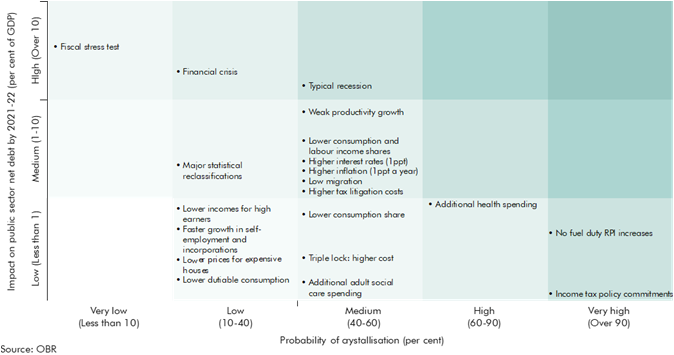 Impact on public sector net debt by 2021-22 (per cent of GDP)
High (Over 10)
• Fiscal stress test
• Financial crisis
• Typical recession
Medium (1-10)
• Weak productivity growth
• Major statistical
reclassifications
• Lower consumption and
labour income shares
• Higher interest rates (1ppt)
• Higher inflation (1ppt a year)
• Low migration
• Higher tax litigation costs
Low (Less than 1)
• Lower incomes for high
earners
• Faster growth in self-
employment and
incorporations
• Lower prices for expensive
houses
• Lower dutiable consumption
• Lower consumption share
• Triple lock: higher cost
• Additional adult social
care spending
• Additional health spending
• No fuel duty RPI increases
• Income tax policy commitments
Very low
(Less than 10)
Low
(10-40)
Medium
(40-60)
High
(60-90)
Very high
(Over 90)
Probability of crystallisation (per cent)
Source: OBR